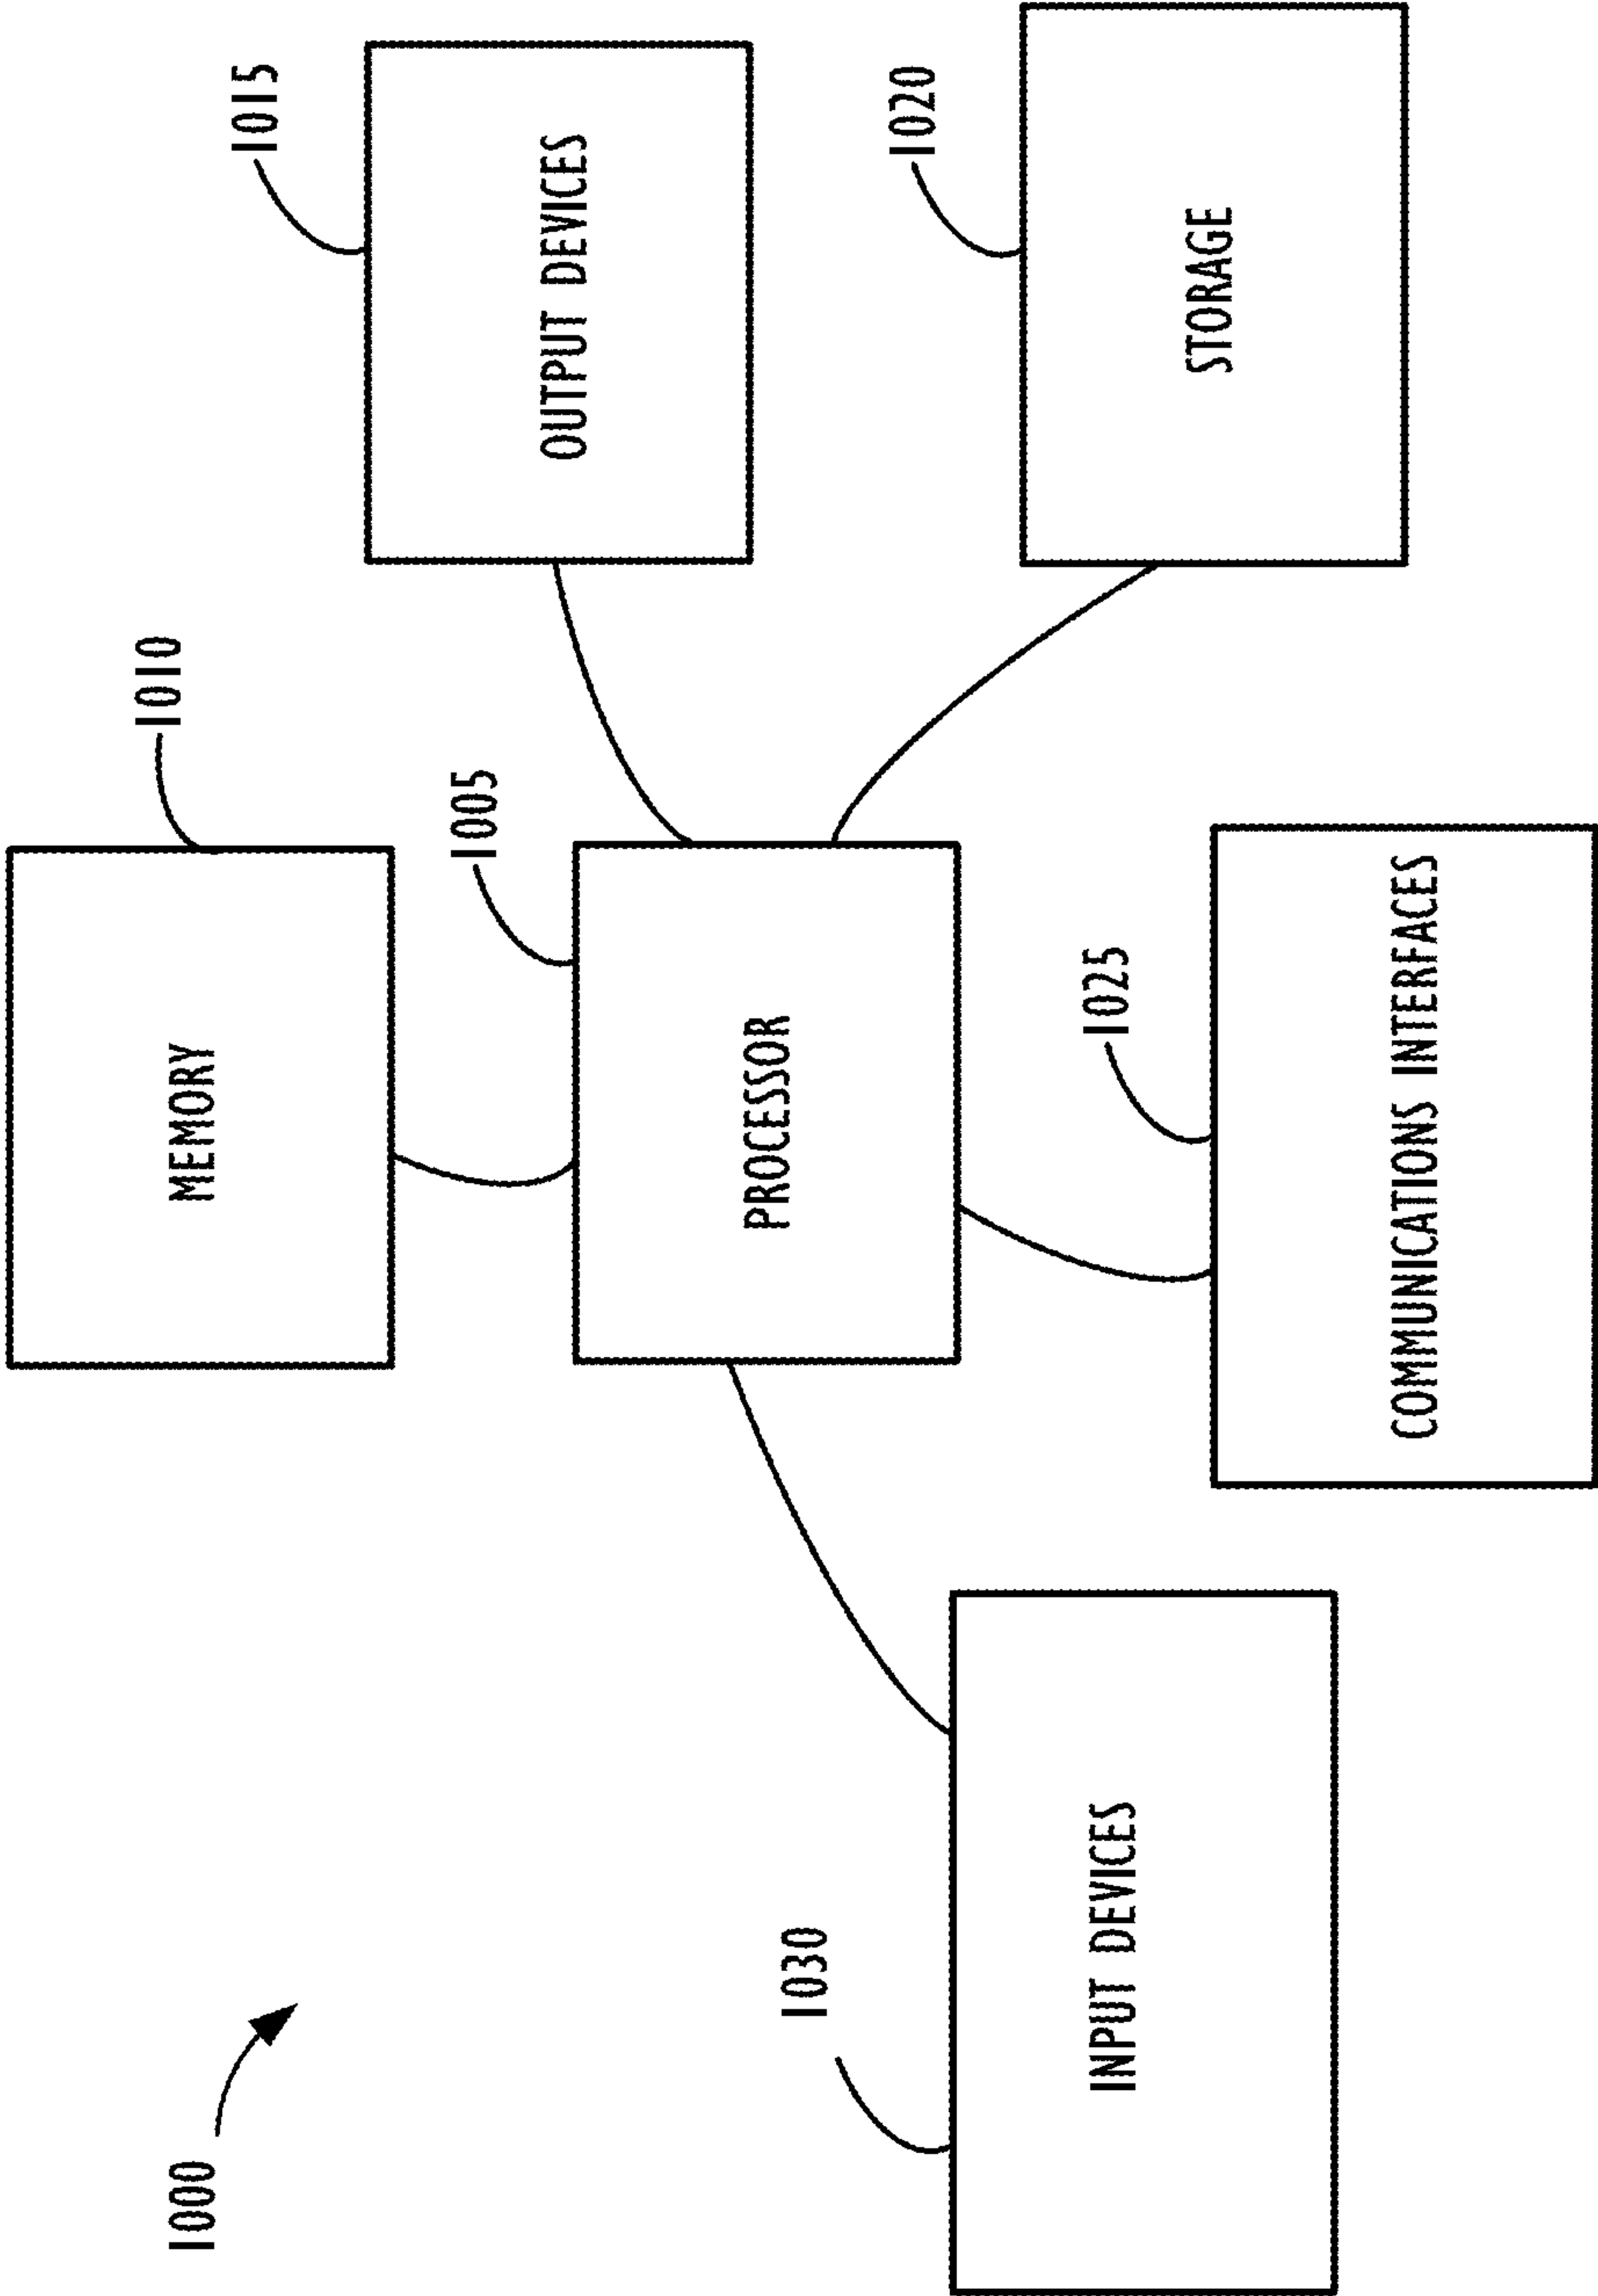 1000
MEMORY
1010
1015
OUTPUT DEVICES
1005
PROCESSOR
1020
STORAGE
1030
INPUT DEVICES
1025
COMMUNICATIONS INTERFACES